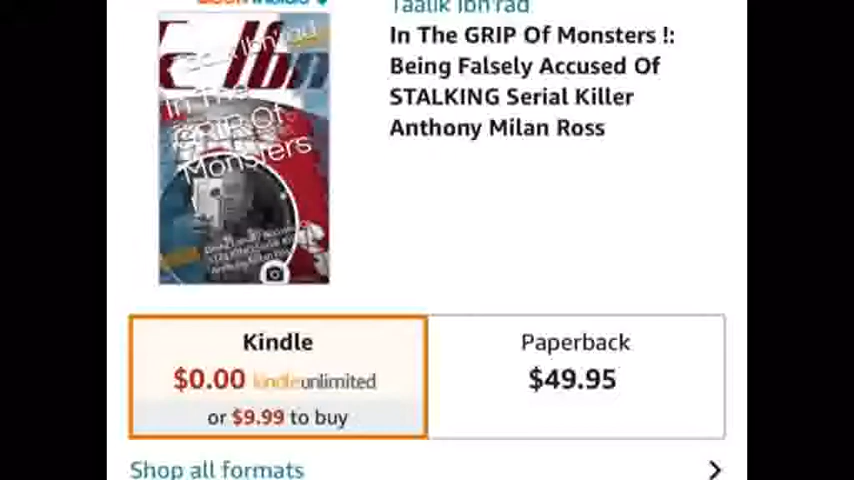 Taalik Ibn'rad
In The GRIP Of Monsters !:
Being Falsely Accused Of
STALKING Serial Killer
Anthony Milan Ross
In The
GRIP Of
Monsters
Kindle
$0.00 kindleunlimited
or $9.99 to buy
Paperback
$49.95
Shop all formats